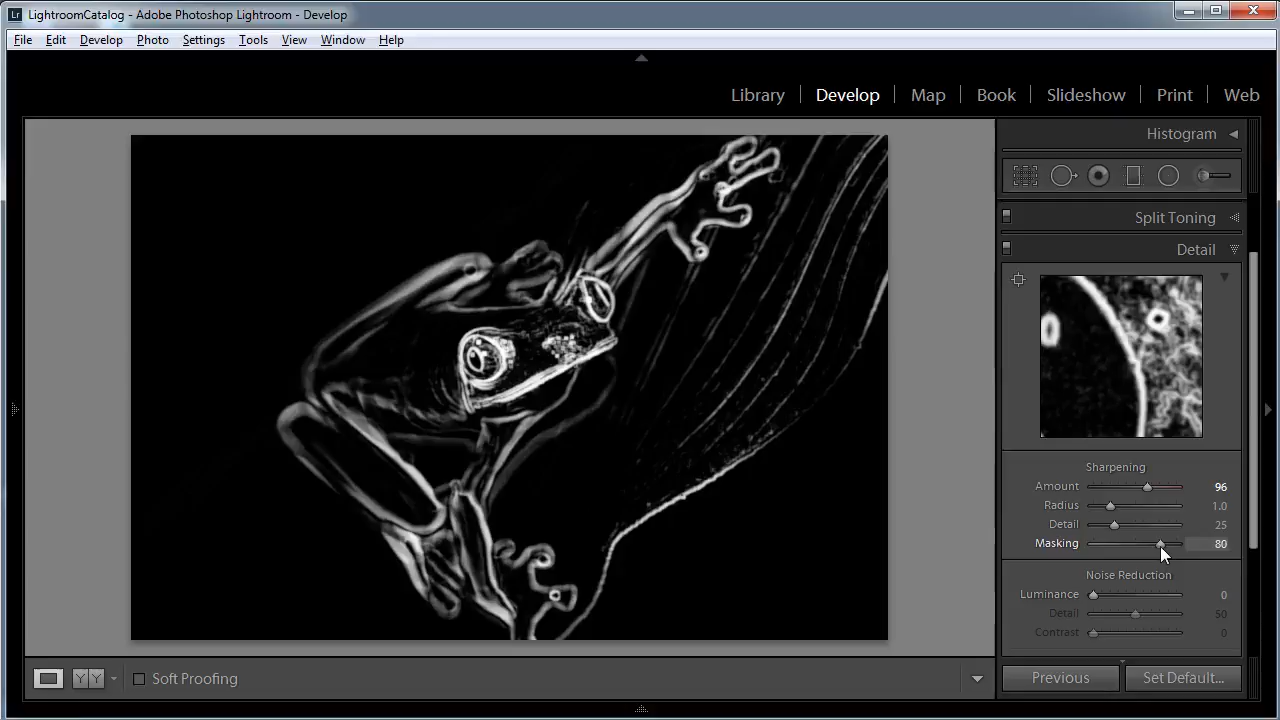 LightroomCatalog - Adobe Photoshop Lightroom - Develop
File Edit Develop Photo Settings Tools View Window Help
Library Develop Map Book Slideshow Print Web
Histogram
Split Toning
Detail
Sharpening
Amount 96
Radius 1.0
Detail 25
Masking 80
Noise Reduction
Luminance 0
Detail 50
Contrast 0
Soft Proofing
Previous Set Default...